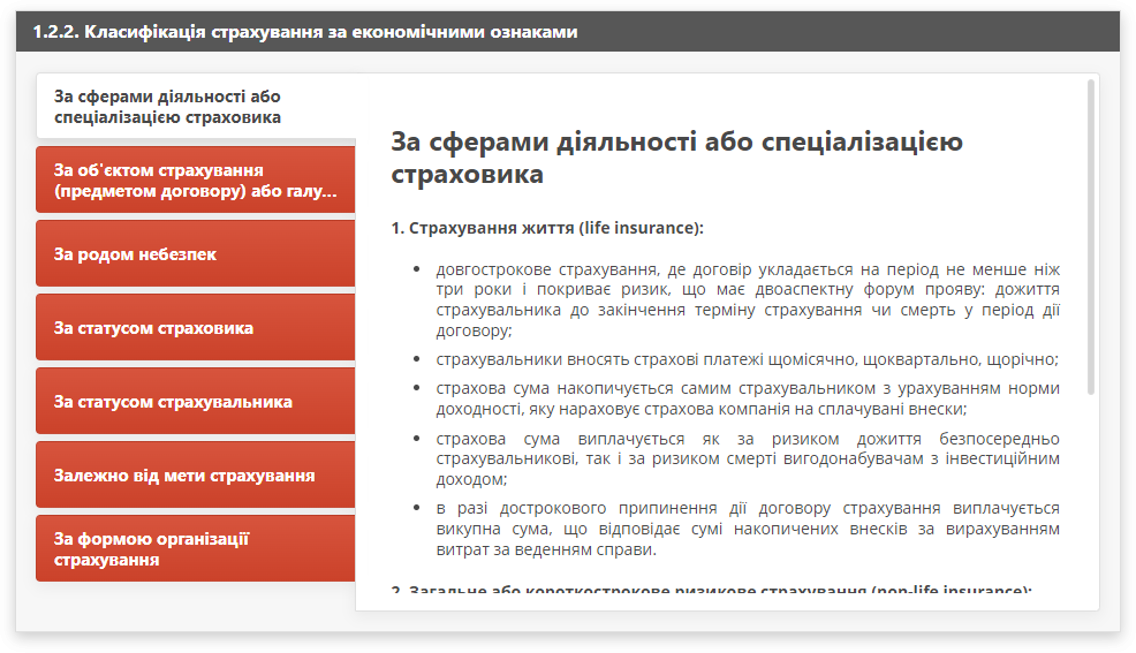 1.2.2. Класифікація страхування за економічними ознаками
За сферами діяльності або
спеціалізацією страховика
За об'єктом страхування
(предметом договору) або галу...
За родом небезпек
За статусом страховика
За статусом страхувальника
Залежно від мети страхування
За формою організації
страхування
За сферами діяльності або спеціалізацією
страховика
1. Страхування життя (life insurance):
• довгострокове страхування, де договір укладається на період не менше ніж
три роки і покриває ризик, що має двоаспектну форум прояву: дожиття
страхувальника до закінчення терміну страхування чи смерть у період дії
договору;
• страхувальники вносять страхові платежі щомісячно, щоквартально, щорічно;
• страхова сума накопичується самим страхувальником з урахуванням норми
доходності, яку нараховує страхова компанія на сплачувані внески;
• страхова сума виплачується як за ризиком дожиття безпосередньо
страхувальникові, так і за ризиком смерті вигодонабувачам з інвестиційним
доходом;
• в разі дострокового припинення дії договору страхування виплачується
викупна сума, що відповідає сумі накопичених внесків за вирахуванням
витрат за веденням справи.
2. Загальне або короткострокове ризикове страхування (non-life insurance):